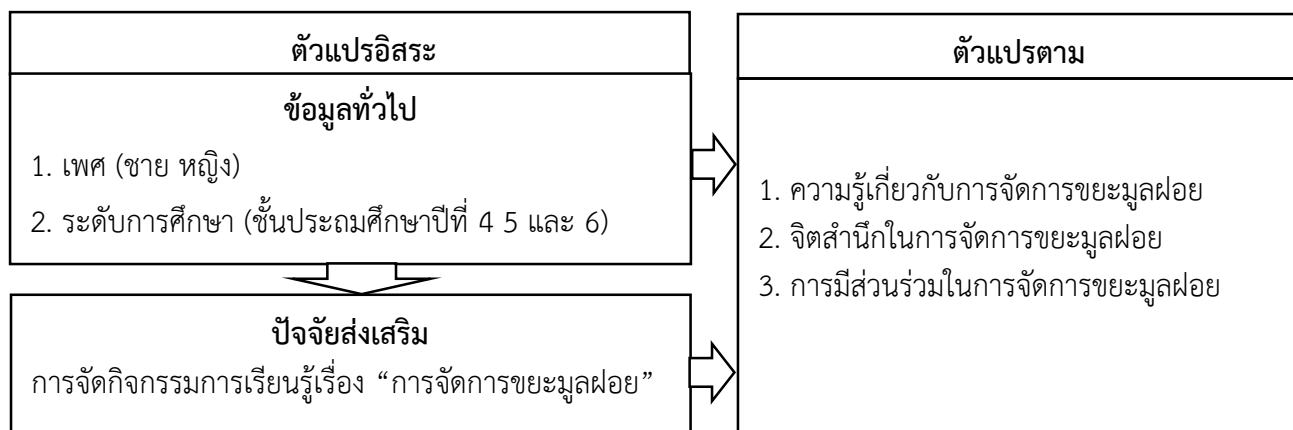 ตัวแปรอิสระ
ข้อมูลทั่วไป
1. เพศ (ชาย หญิง)
2. ระดับการศึกษา (ชั้นประถมศึกษาปีที่ 4 5 และ 6)
ปัจจัยส่งเสริม
การจัดกิจกรรมการเรียนรู้เรื่อง “การจัดการขยะมูลฝอย”
ตัวแปรตาม
1. ความรู้เกี่ยวกับการจัดการขยะมูลฝอย
2. จิตสำนึกในการจัดการขยะมูลฝอย
3. การมีส่วนร่วมในการจัดการขยะมูลฝอย